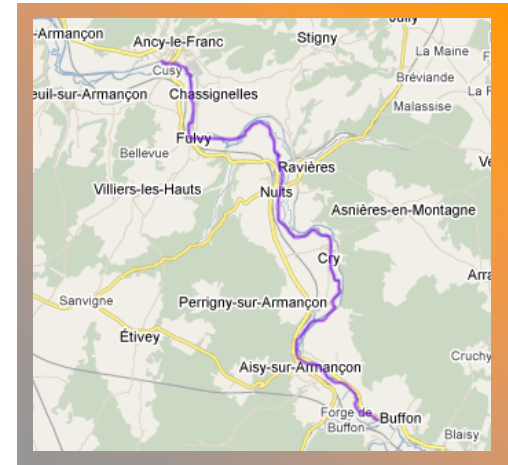 -Armançon
Ancy-le-Franc
Stigny
La Maine
Cusy
Bréviande
euil-sur-Armançon
Chassignelles
La F
Malassise
Fulvy
Bellevue
Ravières
Villiers-les-Hauts
Nuits
Asnières-en-Montagne
Cry
Arra
Sanvigne
Perrigny-sur-Armançon
Étivey
Cruchy
Aisy-sur-Armançon
Forge de
Buffon
Buffon
Blaisy